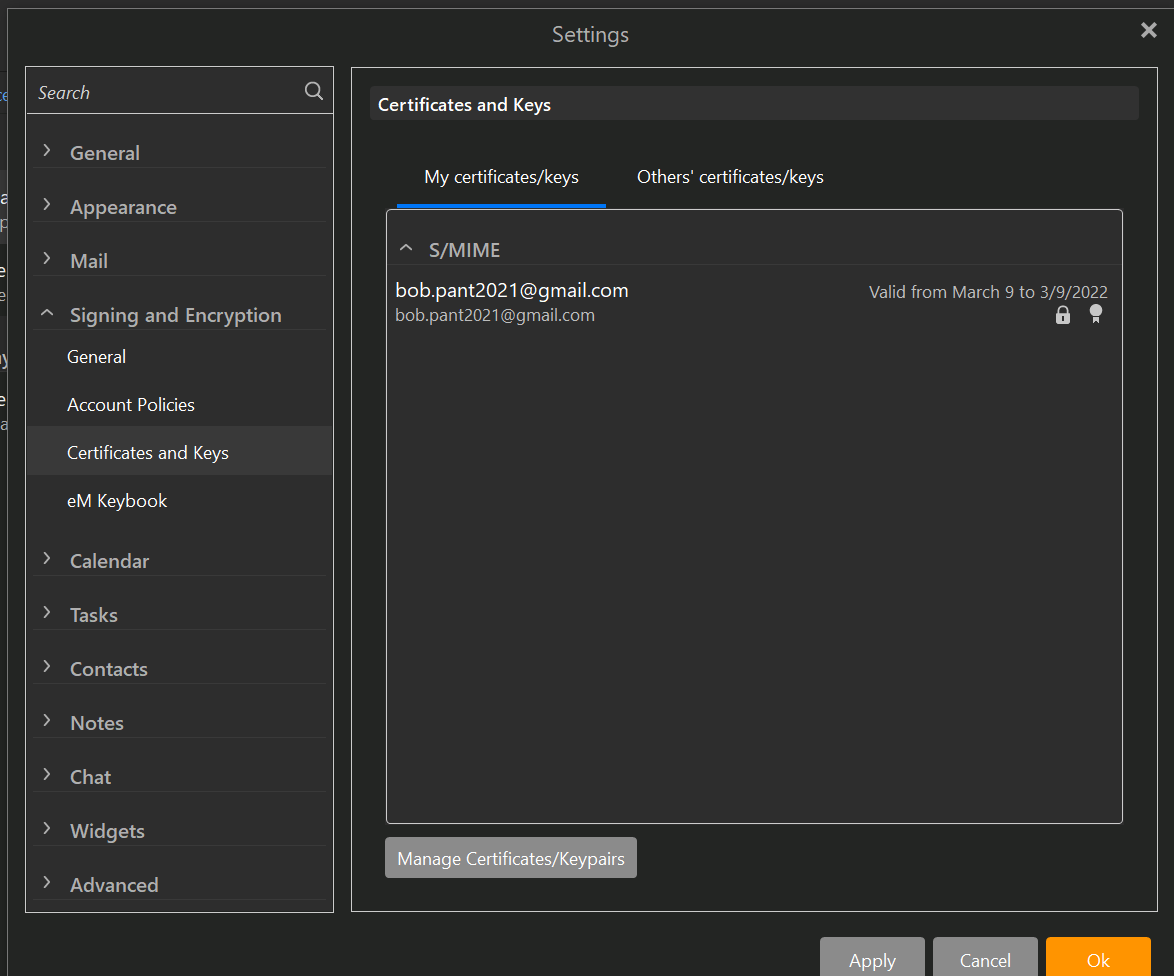 Settings
Search
General
Appearance
Mail
Signing and Encryption
General
Account Policies
Certificates and Keys
eM Keybook
Calendar
Tasks
Contacts
Notes
Chat
Widgets
Advanced
Certificates and Keys
My certificates/keys Others' certificates/keys
S/MIME
bob.pant2021@gmail.com Valid from March 9 to 3/9/2022
bob.pant2021@gmail.com
Manage Certificates/Keypairs
Apply Cancel Ok